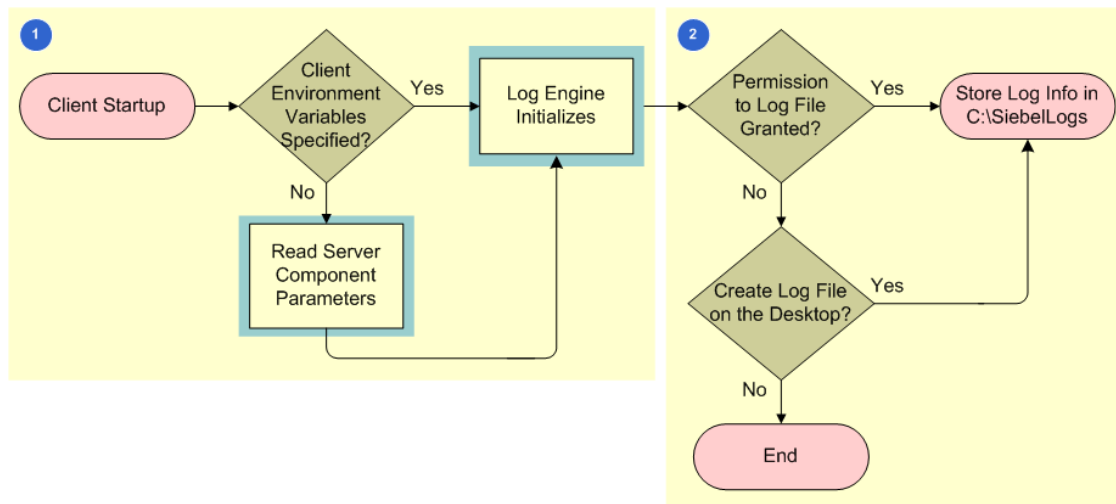 1
Client Startup
Client
Environment
Variables
Specified?
Yes
No
Read Server
Component
Parameters
Log Engine
Initializes
2
Permission
to Log File
Granted?
Yes
Store Log Info in
C:\SiebelLogs
No
Create Log File
on the Desktop?
Yes
No
End